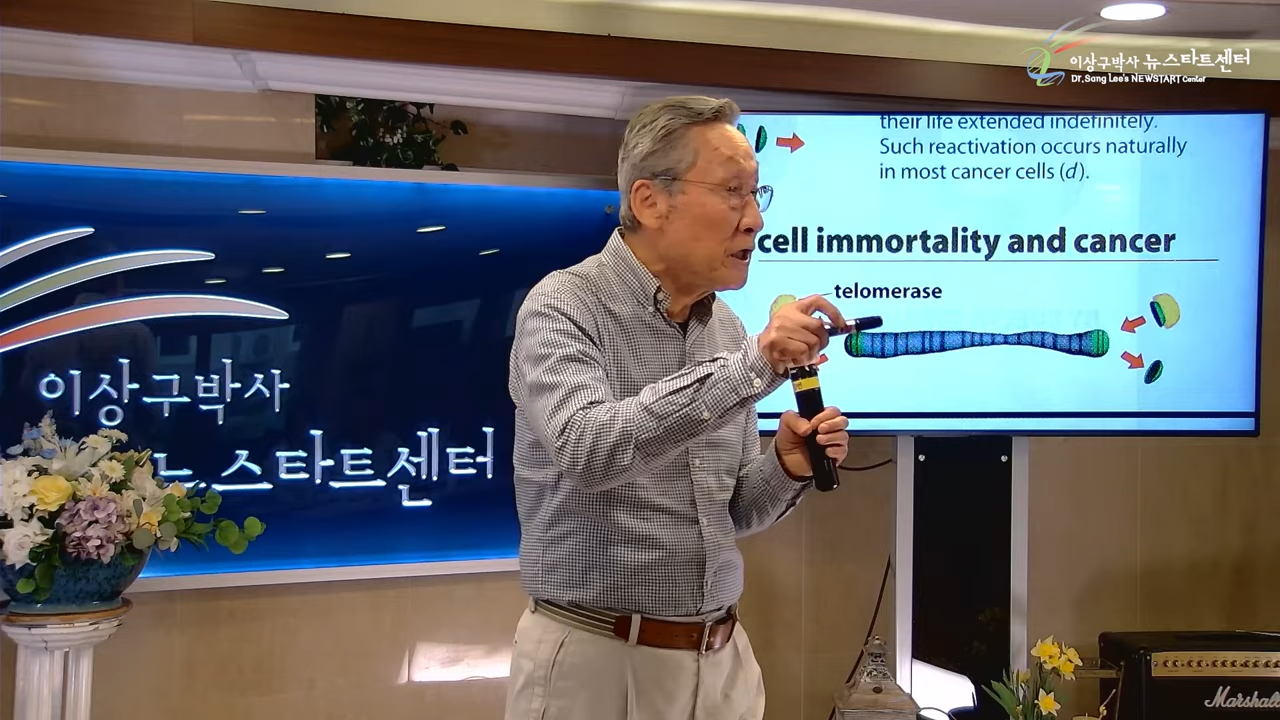 이상구박사 뉴스타트센터
Dr. Sang Lee's NEWSTART Center
their life extended indefinitely.
Such reactivation occurs naturally
in most cancer cells (d).
cell immortality and cancer
telomerase
이상구박사
뉴스타트센터
Marshall